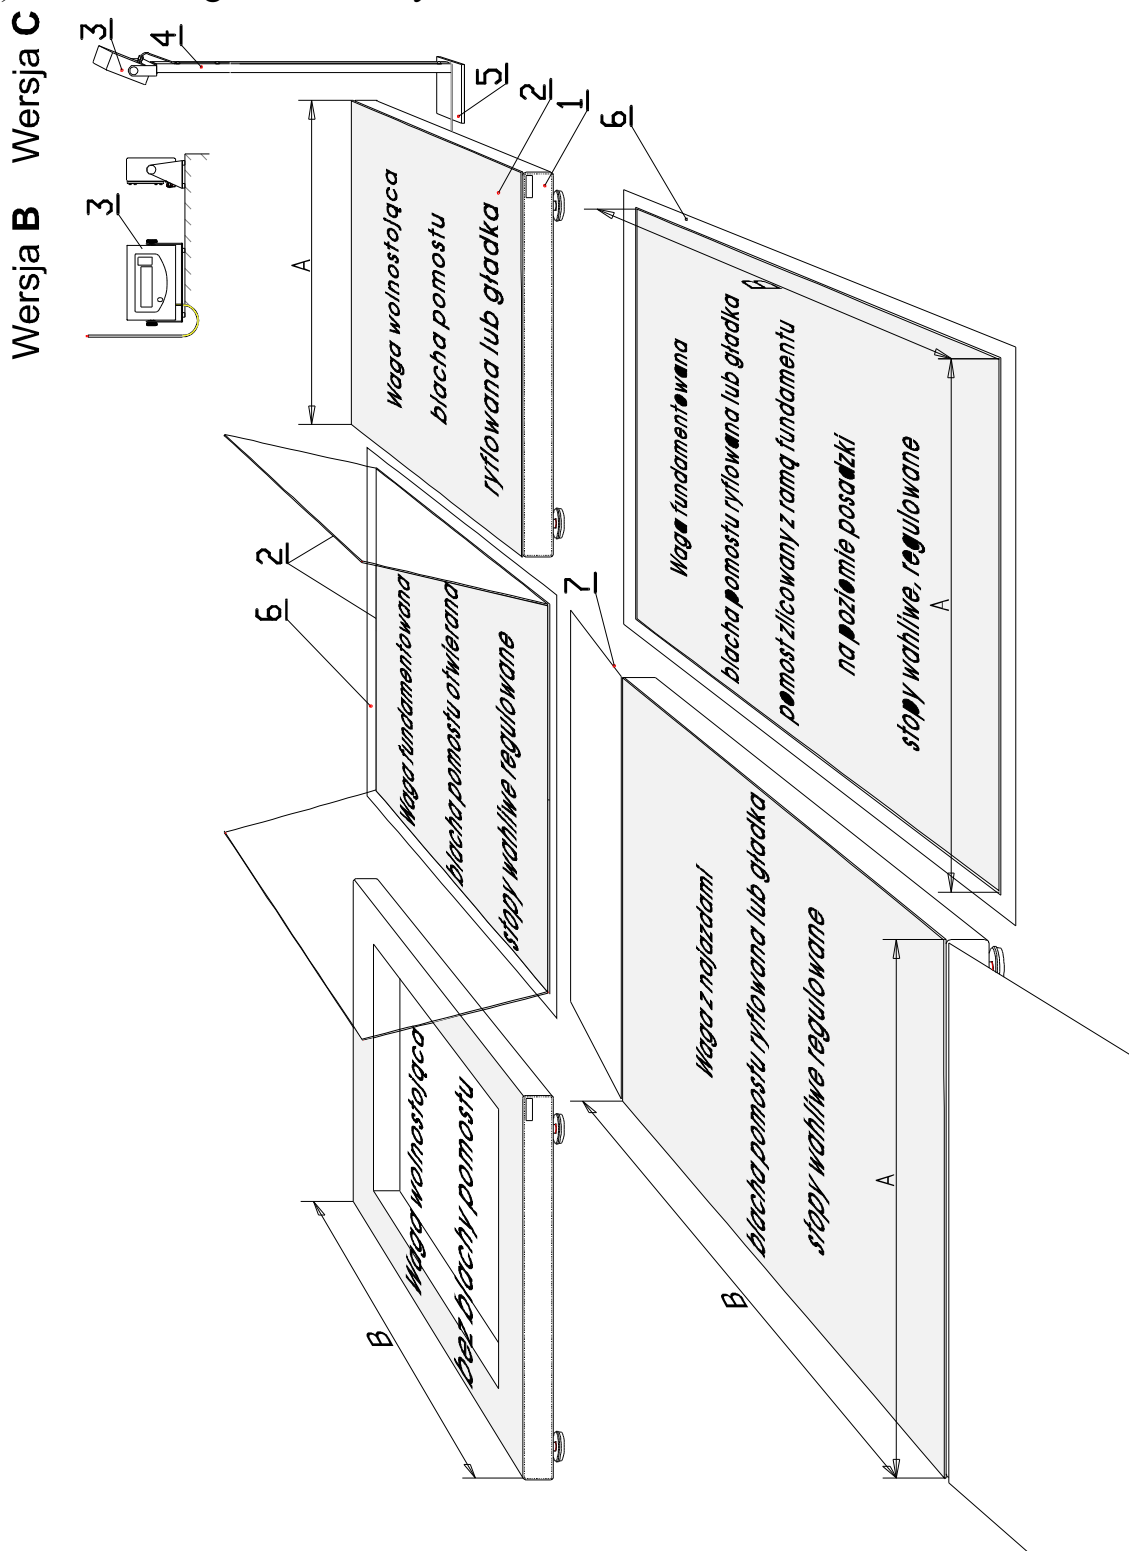 Wersja B Wersja C
3
3
4
5
2
1
A
6
2
B
Waga wolnostojąca
bez blachy pomostu
Waga fundamentowana
blacha pomostu otwierana
stopy wahliwe regulowane
Waga wolnostojąca
blacha pomostu
ryflowana lub gładka
7
6
B
A
Waga z najazdami
blacha pomostu ryflowana lub gładka
stopy wahliwe regulowane
B
A
Waga fundamentowana
blacha pomostu ryflowana lub gładka
pomost zlicowany z ramą fundamentu
na poziomie posadzki
stopy wahliwe, regulowane